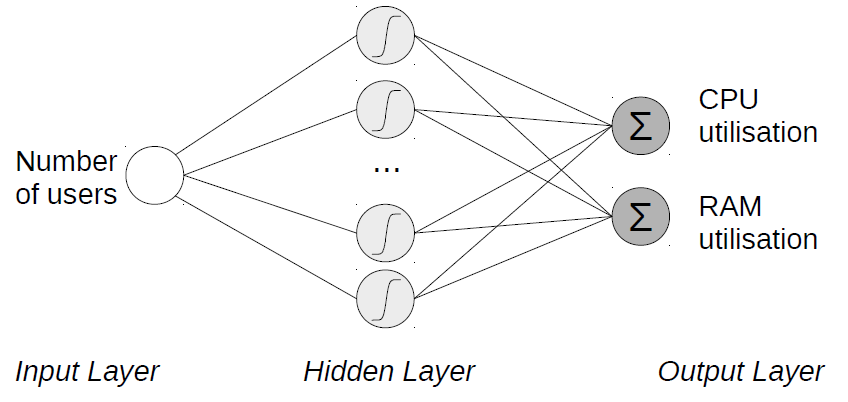 Number
of users
...
Σ
Σ
CPU
utilisation
RAM
utilisation
Input Layer
Hidden Layer
Output Layer